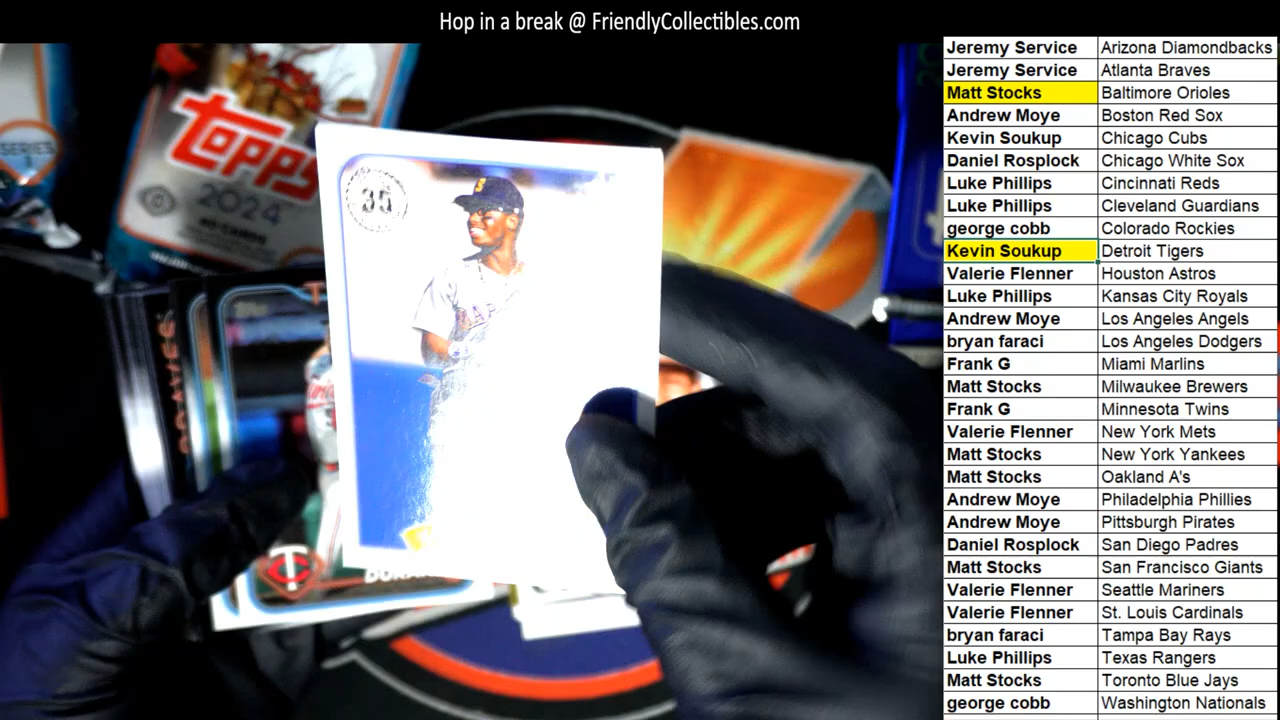 Hop in a break @ FriendlyCollectibles.com
Jeremy Service Arizona Diamondbacks
Jeremy Service Atlanta Braves
Matt Stocks Baltimore Orioles
Andrew Moye Boston Red Sox
Kevin Soukup Chicago Cubs
Daniel Rosplock Chicago White Sox
Luke Phillips Cincinnati Reds
Luke Phillips Cleveland Guardians
george cobb Colorado Rockies
Kevin Soukup Detroit Tigers
Valerie Flenner Houston Astros
Luke Phillips Kansas City Royals
Andrew Moye Los Angeles Angels
bryan faraci Los Angeles Dodgers
Frank G Miami Marlins
Matt Stocks Milwaukee Brewers
Frank G Minnesota Twins
Valerie Flenner New York Mets
Matt Stocks New York Yankees
Matt Stocks Oakland A's
Andrew Moye Philadelphia Phillies
Andrew Moye Pittsburgh Pirates
Daniel Rosplock San Diego Padres
Matt Stocks San Francisco Giants
Valerie Flenner Seattle Mariners
Valerie Flenner St. Louis Cardinals
bryan faraci Tampa Bay Rays
Luke Phillips Texas Rangers
Matt Stocks Toronto Blue Jays
george cobb Washington Nationals
SERIES
Topps
2024
35
S
BRAVES
TC